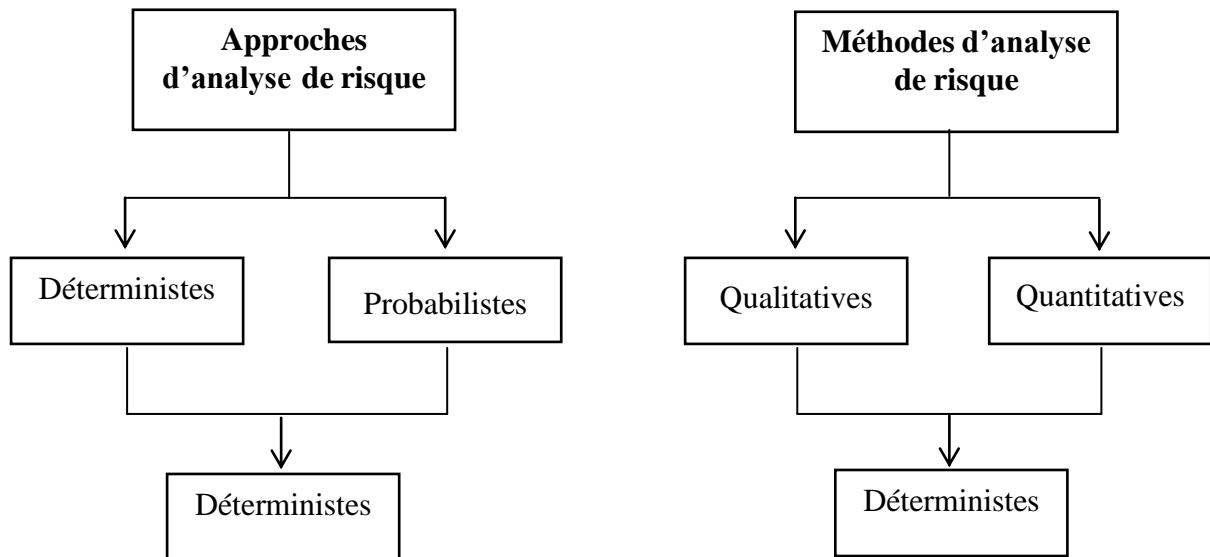 Approches
d’analyse de risque
Méthodes d’analyse
de risque
Déterministes
Probabilistes
Qualitatives
Quantitatives
Déterministes
Déterministes